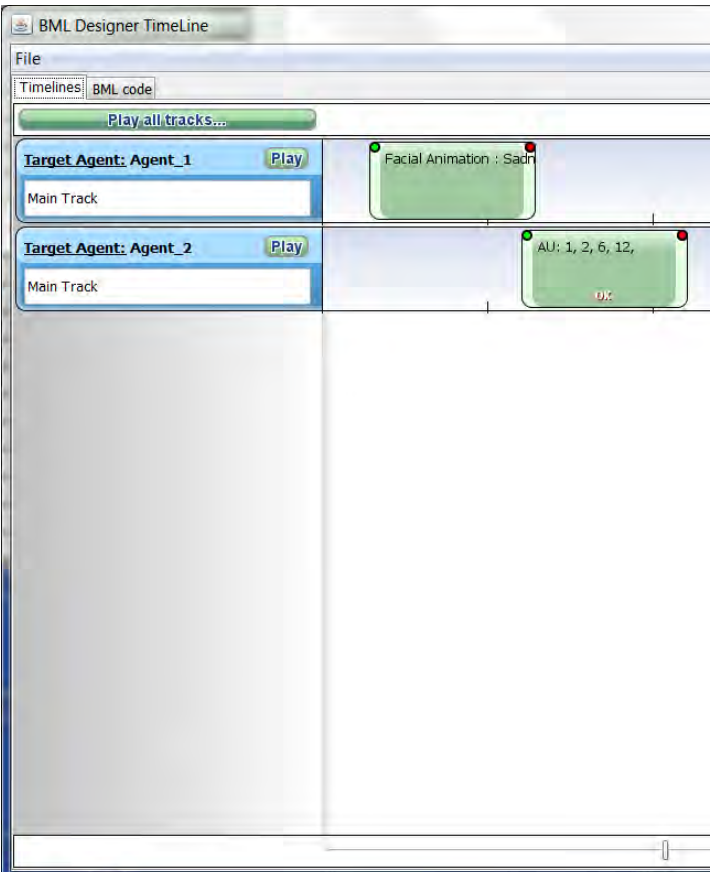 BML Designer TimeLine
File
Timelines BML code
Play all tracks...
Target Agent: Agent_1 Play
Facial Animation : Sadn
Main Track
Target Agent: Agent_2 Play
AU: 1, 2, 6, 12,
Main Track
OK